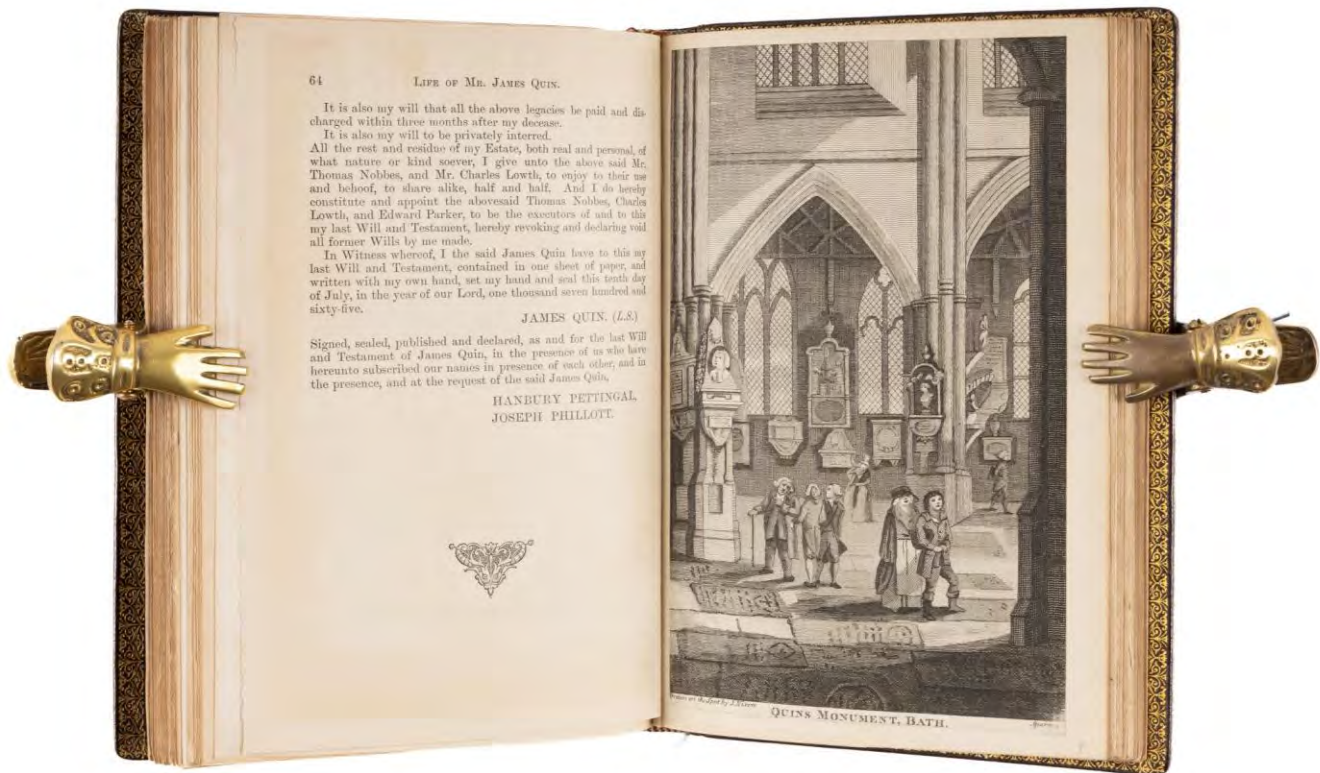 64
LIFE OF MR. JAMES QUIN.
It is also my will that all the above legacies be paid and dis-
charged within three months after my decease.
It is also my will to be privately interred.
All the rest and residue of my Estate, both real and personal, of
what nature or kind soever, I give unto the above said Mr.
Thomas Nobbes, and Mr. Charles Lowth, to enjoy to their use
and behoof, to share alike, half and half. And I do hereby
constitute and appoint the abovesaid Thomas Nobbes, Charles
Lowth, and Edward Parker, to be the executors of and to this
my last Will and Testament, hereby revoking and declaring void
all former Wills by me made.
In Witness whereof, I the said James Quin have to this my
last Will and Testament, contained in one sheet of paper, and
written with my own hand, set my hand and seal this tenth day
of July, in the year of our Lord, one thousand seven hundred and
sixty-five.
JAMES QUIN. (L.S.)
Signed, sealed, published and declared, as and for the last Will
and Testament of James Quin, in the presence of us who have
hereunto subscribed our names in presence of each other, and in
the presence, and at the request of the said James Quin,
HANBURY PETTINGAL,
JOSEPH PHILLOTT.
on the Spot by J.
QUINS MONUMENT, BATH.